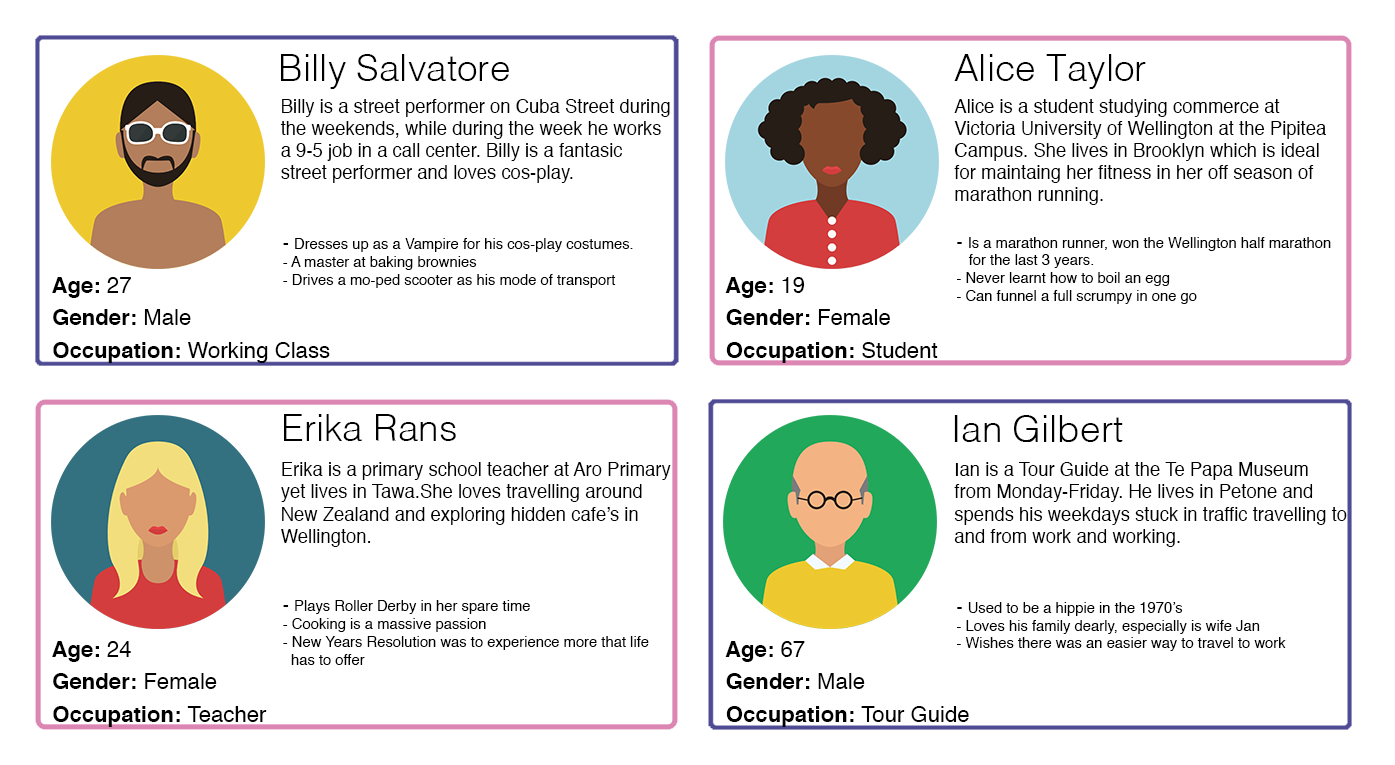 Billy Salvatore
Billy is a street performer on Cuba Street during
the weekends, while during the week he works
a 9-5 job in a call center. Billy is a fantasic
street performer and loves cos-play.
- Dresses up as a Vampire for his cos-play costumes.
- A master at baking brownies
- Drives a mo-ped scooter as his mode of transport
Age: 27
Gender: Male
Occupation: Working Class
Alice Taylor
Alice is a student studying commerce at
Victoria University of Wellington at the Pipitea
Campus. She lives in Brooklyn which is ideal
for maintaing her fitness in her off season of
marathon running.
- Is a marathon runner, won the Wellington half marathon
for the last 3 years.
- Never learnt how to boil an egg
- Can funnel a full scrumpy in one go
Age: 19
Gender: Female
Occupation: Student
Erika Rans
Erika is a primary school teacher at Aro Primary
yet lives in Tawa.She loves travelling around
New Zealand and exploring hidden cafe's in
Wellington.
- Plays Roller Derby in her spare time
- Cooking is a massive passion
- New Years Resolution was to experience more that life
has to offer
Age: 24
Gender: Female
Occupation: Teacher
Ian Gilbert
Ian is a Tour Guide at the Te Papa Museum
from Monday-Friday. He lives in Petone and
spends his weekdays stuck in traffic travelling to
and from work and working.
- Used to be a hippie in the 1970's
- Loves his family dearly, especially is wife Jan
- Wishes there was an easier way to travel to work
Age: 67
Gender: Male
Occupation: Tour Guide